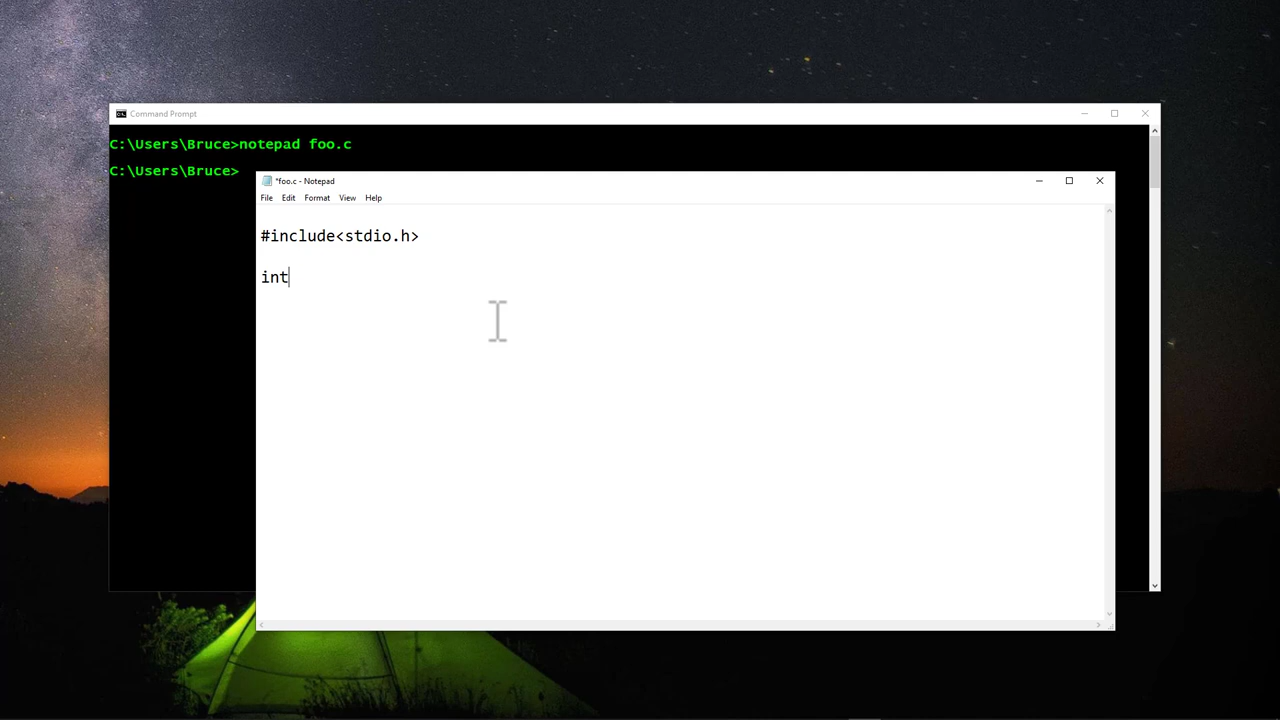 Command Prompt
C:\Users\Bruce>notepad foo.c
C:\Users\Bruce>
*foo.c - Notepad
File Edit Format View Help
#include<stdio.h>
int